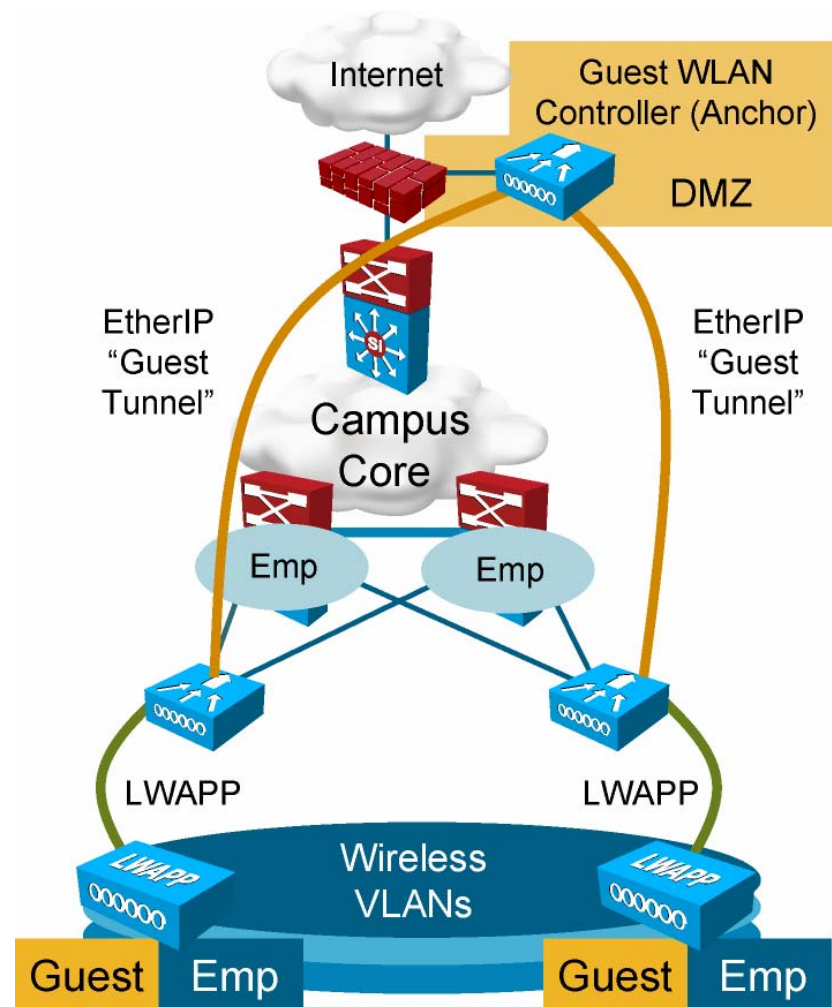 Internet
Guest WLAN
Controller (Anchor)
DMZ
EtherIP
“Guest
Tunnel”
EtherIP
“Guest
Tunnel”
Si
Campus
Core
Emp
Emp
LWAPP
LWAPP
Wireless
VLANs
LWAPP
LWAPP
Guest
Emp
Guest
Emp